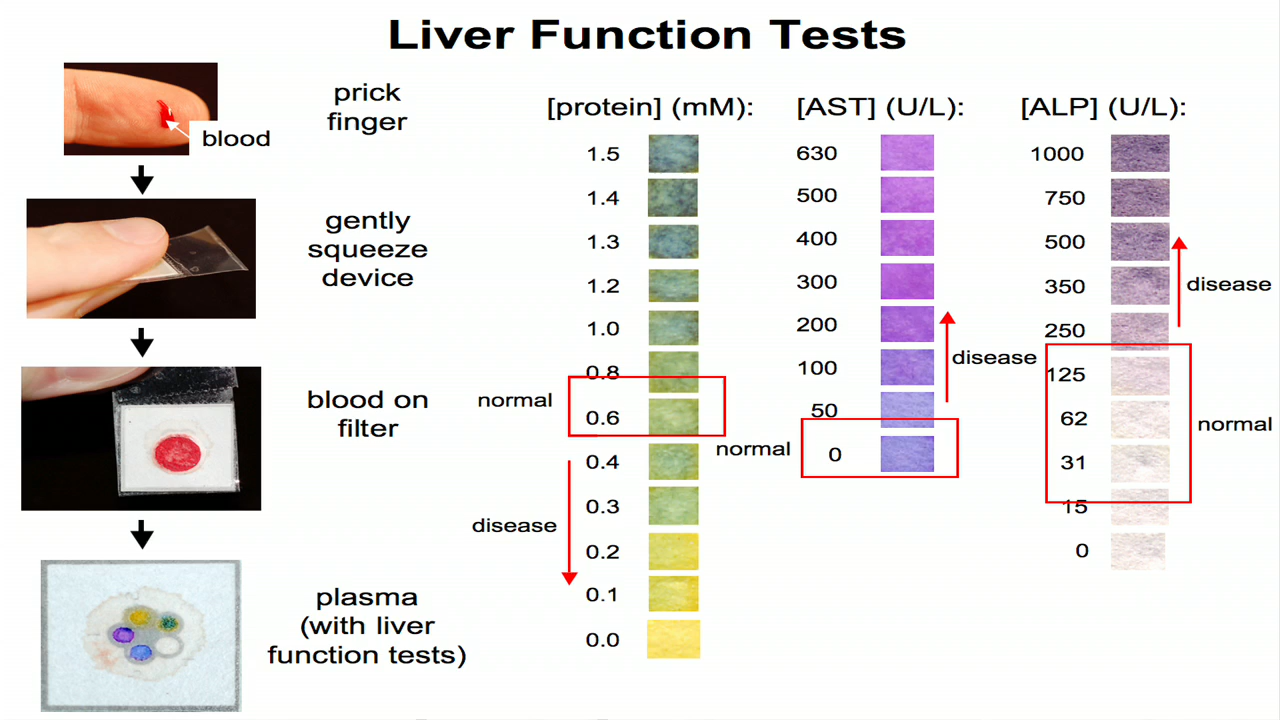 Liver Function Tests
prick
finger
blood
gently
squeeze
device
blood on
filter
plasma
(with liver
function tests)
[protein] (mM):
1.5
1.4
1.3
1.2
1.0
0.8
0.6
0.4
0.3
0.2
0.1
0.0
normal
disease
[AST] (U/L):
630
500
400
300
200
100
50
0
disease
normal
[ALP] (U/L):
1000
750
500
350
250
125
62
31
15
0
disease
normal